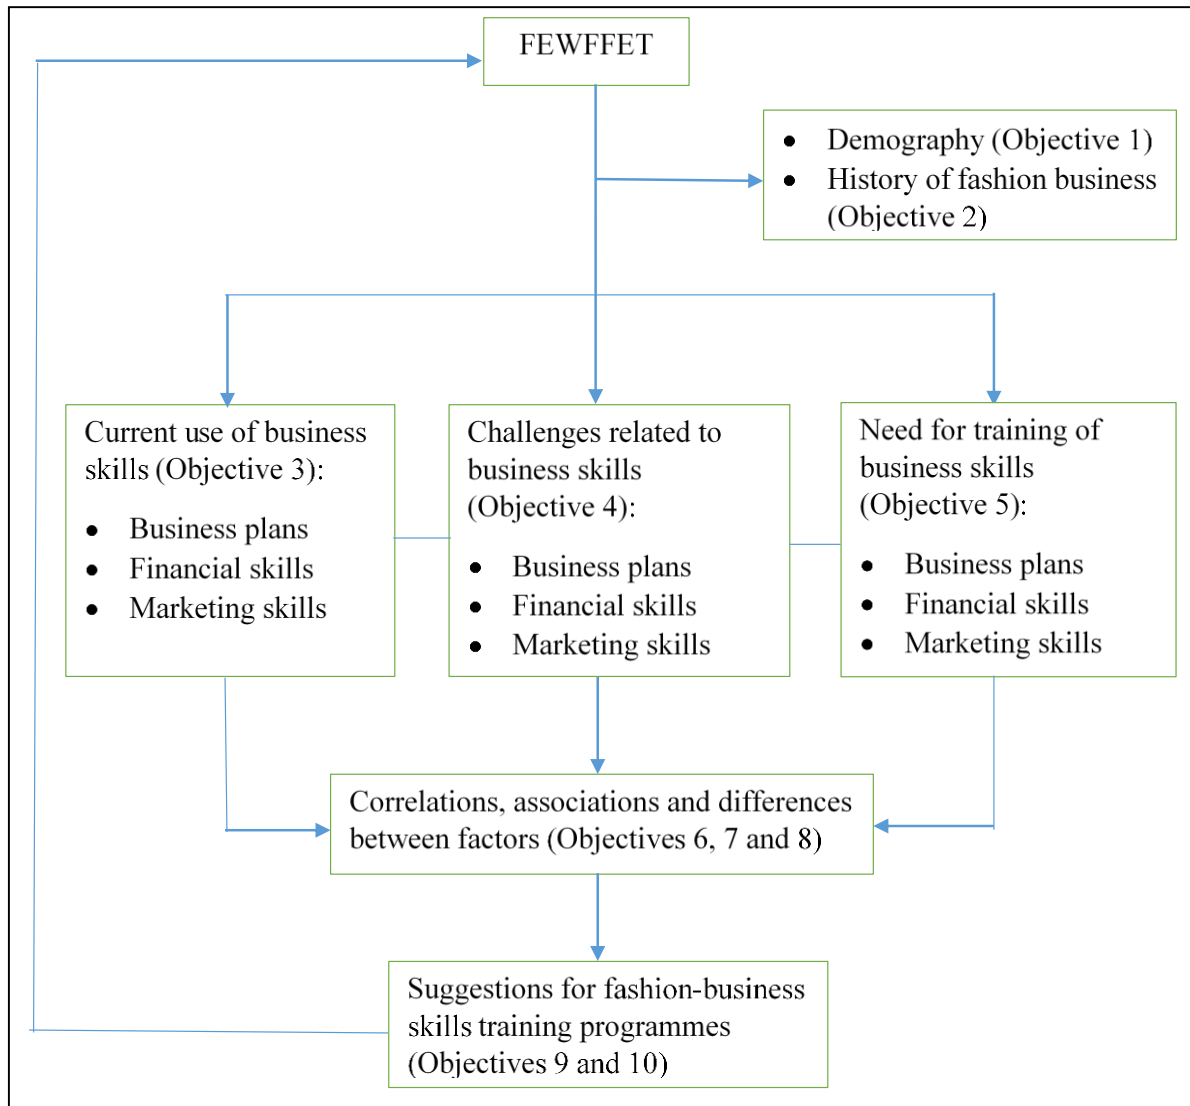 FEWFFET
• Demography (Objective 1)
• History of fashion business
(Objective 2)
Current use of business
skills (Objective 3):
• Business plans
• Financial skills
• Marketing skills
Challenges related to
business skills
(Objective 4):
• Business plans
• Financial skills
• Marketing skills
Need for training of
business skills
(Objective 5):
• Business plans
• Financial skills
• Marketing skills
Correlations, associations and differences
between factors (Objectives 6, 7 and 8)
Suggestions for fashion-business
skills training programmes
(Objectives 9 and 10)